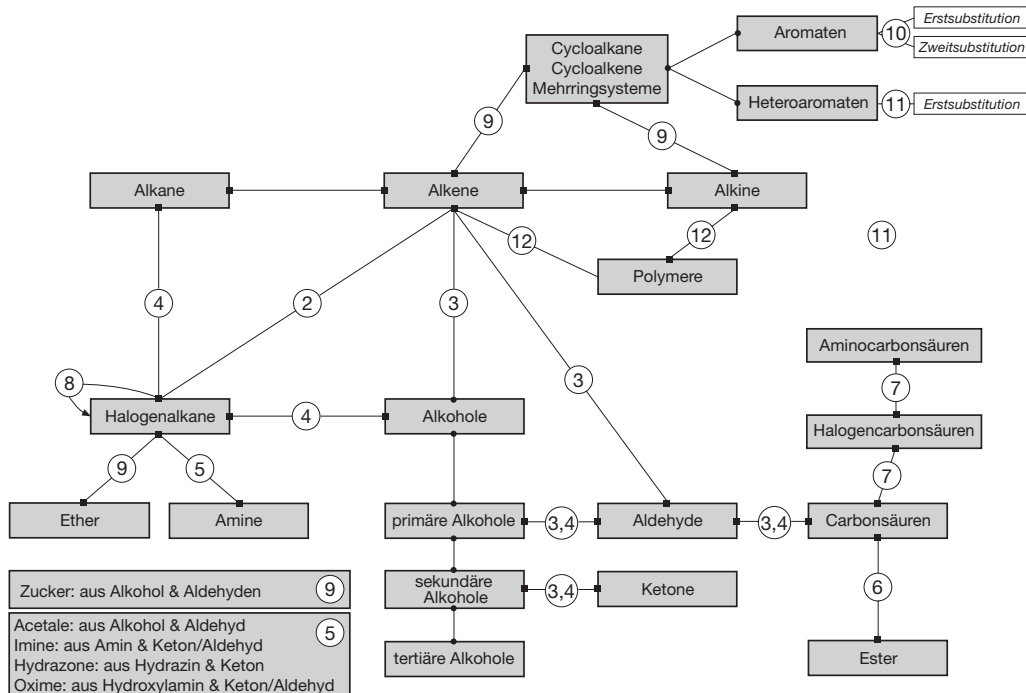 Aromaten
10
Erstsubstitution
Zweitsubstitution
Cycloalkane
Cycloalkene
Mehrringsysteme
Heteroaromaten
11
Erstsubstitution
9
9
Alkane
Alkene
Alkine
12
12
11
Polymere
4
2
3
Aminocarbonsäuren
8
3
7
Halogenalkane
4
Alkohole
Halogencarbonsäuren
9
5
7
Ether
Amine
primäre Alkohole
3,4
Aldehyde
3,4
Carbonsäuren
Zucker: aus Alkohol & Aldehyden
9
sekundäre
Alkohole
3,4
Ketone
6
Acetale: aus Alkohol & Aldehyd
Imine: aus Amin & Keton/Aldehyd
Hydrazone: aus Hydrazin & Keton
Oxime: aus Hydroxylamin & Keton/Aldehyd
5
tertiäre Alkohole
Ester